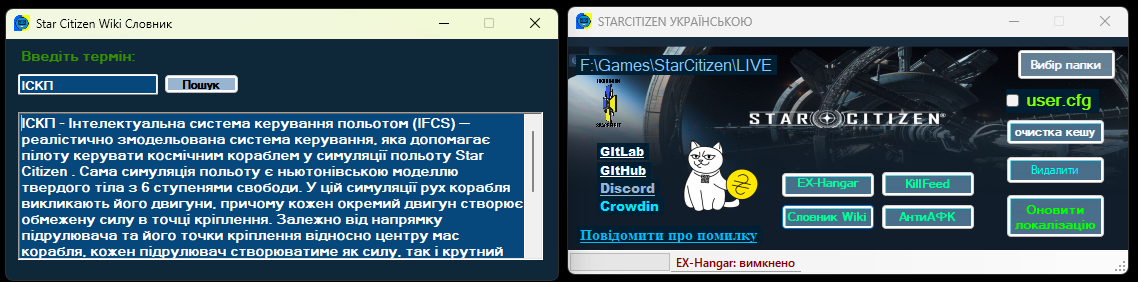 Star Citizen Wiki Словник
Введіть термін:
ІСКП
Пошук
ІСКП - Інтелектуальна система керування польотом (IFCS) —
реалістично змодельована система керування, яка допомагає
пілоту керувати космічним кораблем у симуляції польоту Star
Citizen . Сама симуляція польоту є ньютонівською моделлю
твердого тіла з 6 ступенями свободи. У цій симуляції рух корабля
викликають його двигуни, причому кожен окремий двигун створює
обмежену силу в точці кріплення. Залежно від напрямку
підрулювача та його точки кріплення відносно центру мас
корабля, кожен підрулювач створюватиме як силу, так і крутний
STARCITIZEN УКРАЇНСЬКОЮ
F:\Games\StarCitizen\LIVE
Вибір папки
user.cfg
STAR CITIZEN
очистка кешу
GItLab
GItHub
Discord
Crowdin
EX-Hangar
KillFeed
Видалити
Словник Wiki
АнтиАФК
Оновити
локалізацію
Повідомити про помилку
EX-Hangar: вимкнено